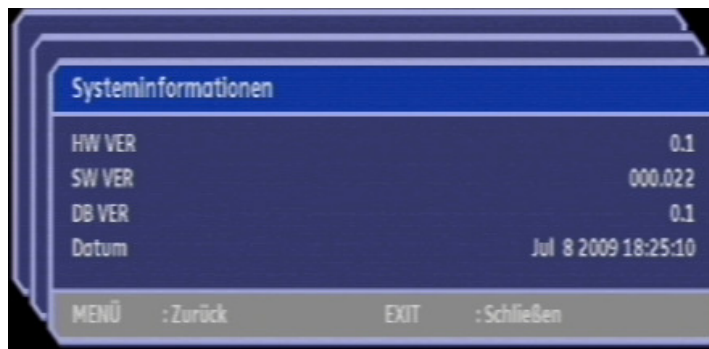 Systeminformationen
HW VER 0.1
SW VER 000.022
DB VER 0.1
Datum Jul 8 2009 18:25:10
MENÜ : Zurück EXIT : Schließen